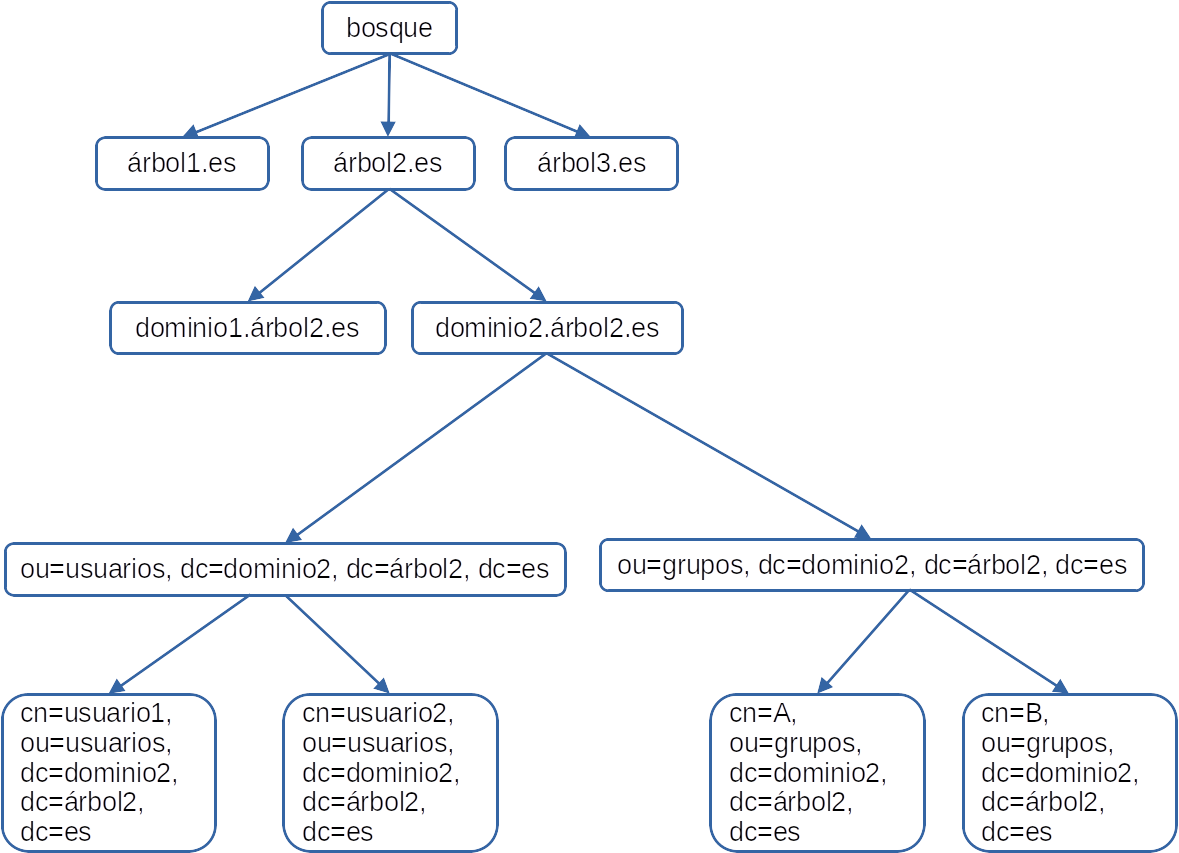 bosque
árbol1.es
árbol2.es
árbol3.es
dominio1.árbol2.es
dominio2.árbol2.es
ou=usuarios, dc=dominio2, dc=árbol2, dc=es
ou=grupos, dc=dominio2, dc=árbol2, dc=es
cn=usuario1,
ou=usuarios,
dc=dominio2,
dc=árbol2,
dc=es
cn=usuario2,
ou=usuarios,
dc=dominio2,
dc=árbol2,
dc=es
cn=A,
ou=grupos,
dc=dominio2,
dc=árbol2,
dc=es
cn=B,
ou=grupos,
dc=dominio2,
dc=árbol2,
dc=es